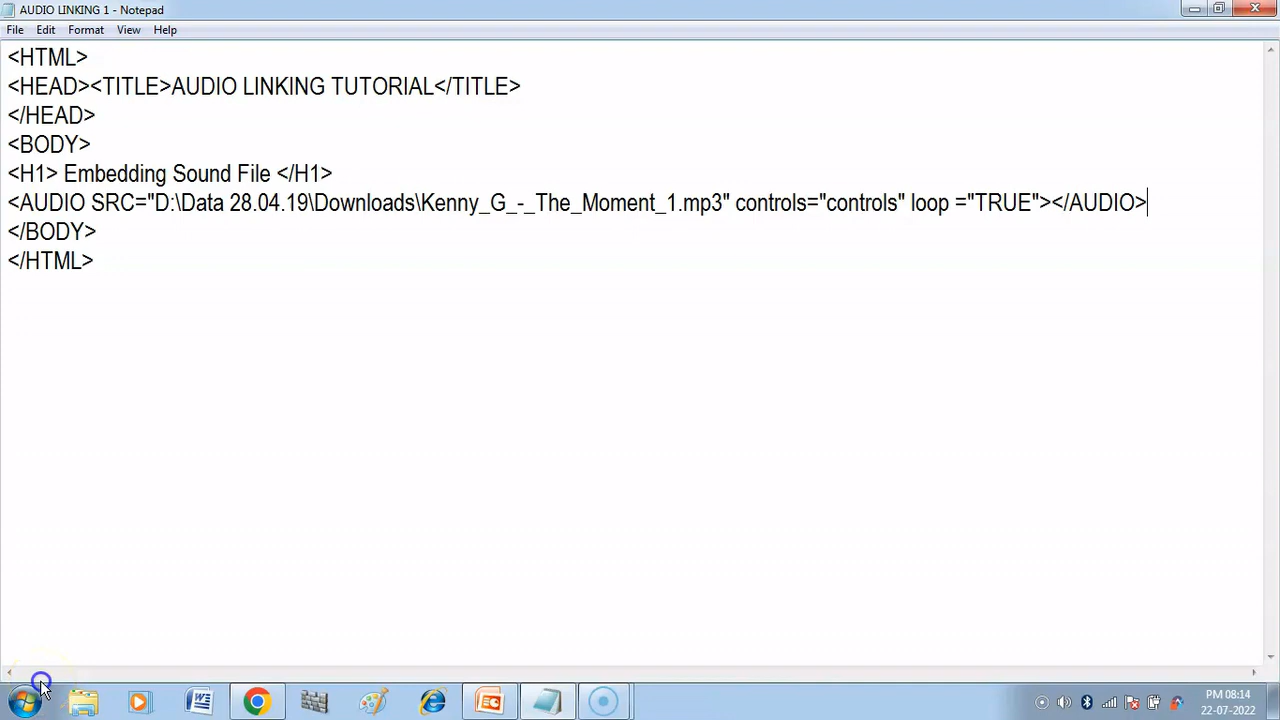 AUDIO LINKING 1 - Notepad
File Edit Format View Help
<HTML>
<HEAD><TITLE>AUDIO LINKING TUTORIAL</TITLE>
</HEAD>
<BODY>
<H1> Embedding Sound File </H1>
<AUDIO SRC="D:\Data 28.04.19\Downloads\Kenny_G_-_The_Moment_1.mp3" controls="controls" loop ="TRUE"></AUDIO>
</BODY>
</HTML>
PM 08:14
22-07-2022